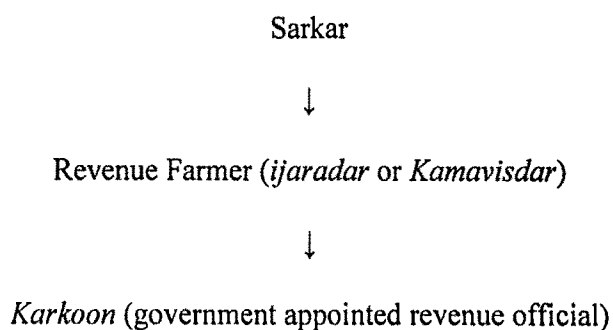 Sarkar
↓
Revenue Farmer (ijaradar or Kamavisdar)
↓
Karkoon (government appointed revenue official)